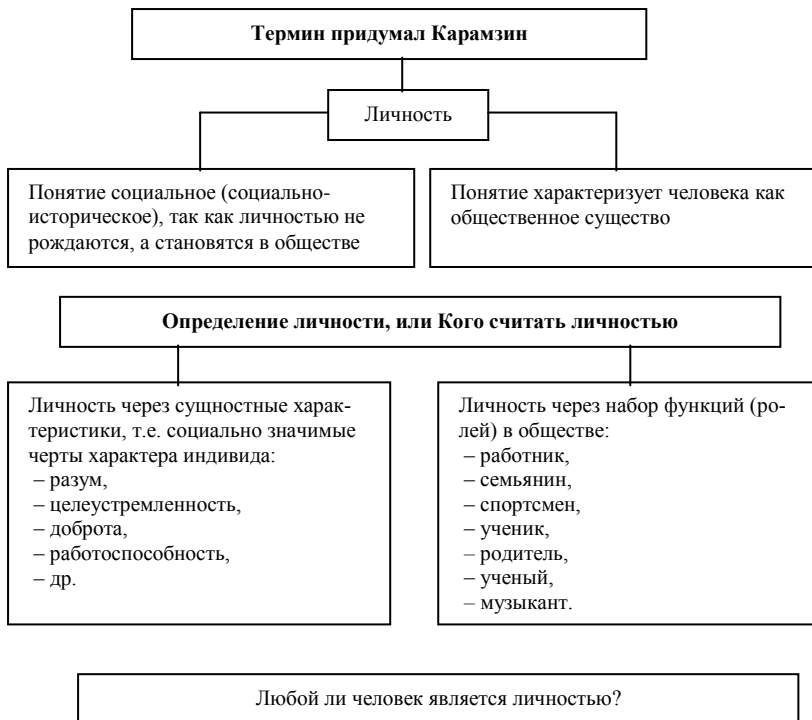 Термин придумал Карамзин
Личность
Понятие социальное (социально-
историческое), так как личностью не
рождаются, а становятся в обществе
Понятие характеризует человека как
общественное существо
Определение личности, или Кого считать личностью
Личность через сущностные харак-
теристики, т.е. социально значимые
черты характера индивида:
– разум,
– целеустремленность,
– доброта,
– работоспособность,
– др.
Личность через набор функций (ро-
лей) в обществе:
– работник,
– семьянин,
– спортсмен,
– ученик,
– родитель,
– ученый,
– музыкант.
Любой ли человек является личностью?